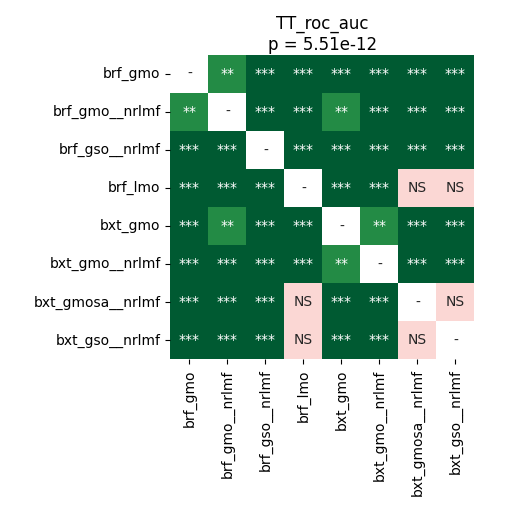 TT_roc_auc
p = 5.51e-12
brf_gmo - ** *** *** *** *** *** ***
brf_gmo__nrlmf ** - *** *** ** *** *** ***
brf_gso__nrlmf *** *** - *** *** *** *** ***
brf_lmo *** *** *** - *** *** NS NS
bxt_gmo *** ** *** *** - ** *** ***
bxt_gmo__nrlmf *** *** *** *** ** - *** ***
bxt_gmosa__nrlmf *** *** *** NS *** *** - NS
bxt_gso__nrlmf *** *** *** NS *** *** NS -
brf_gmo
brf_gmo__nrlmf
brf_gso__nrlmf
brf_lmo
bxt_gmo
bxt_gmo__nrlmf
bxt_gmosa__nrlmf
bxt_gso__nrlmf